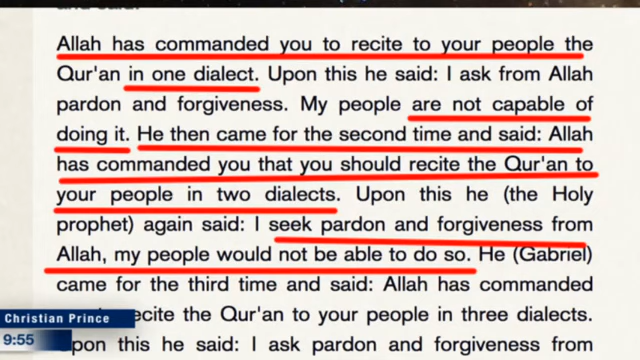 Allah has commanded you to recite to your people the
Qur'an in one dialect. Upon this he said: I ask from Allah
pardon and forgiveness. My people are not capable of
doing it. He then came for the second time and said: Allah
has commanded you that you should recite the Qur'an to
your people in two dialects. Upon this he (the Holy
prophet) again said: I seek pardon and forgiveness from
Allah, my people would not be able to do so. He (Gabriel)
came for the third time and said: Allah has commanded
recite the Qur'an to your people in three dialects.
Upon this he said: I ask pardon and forgiveness from
Christian Prince
9:55